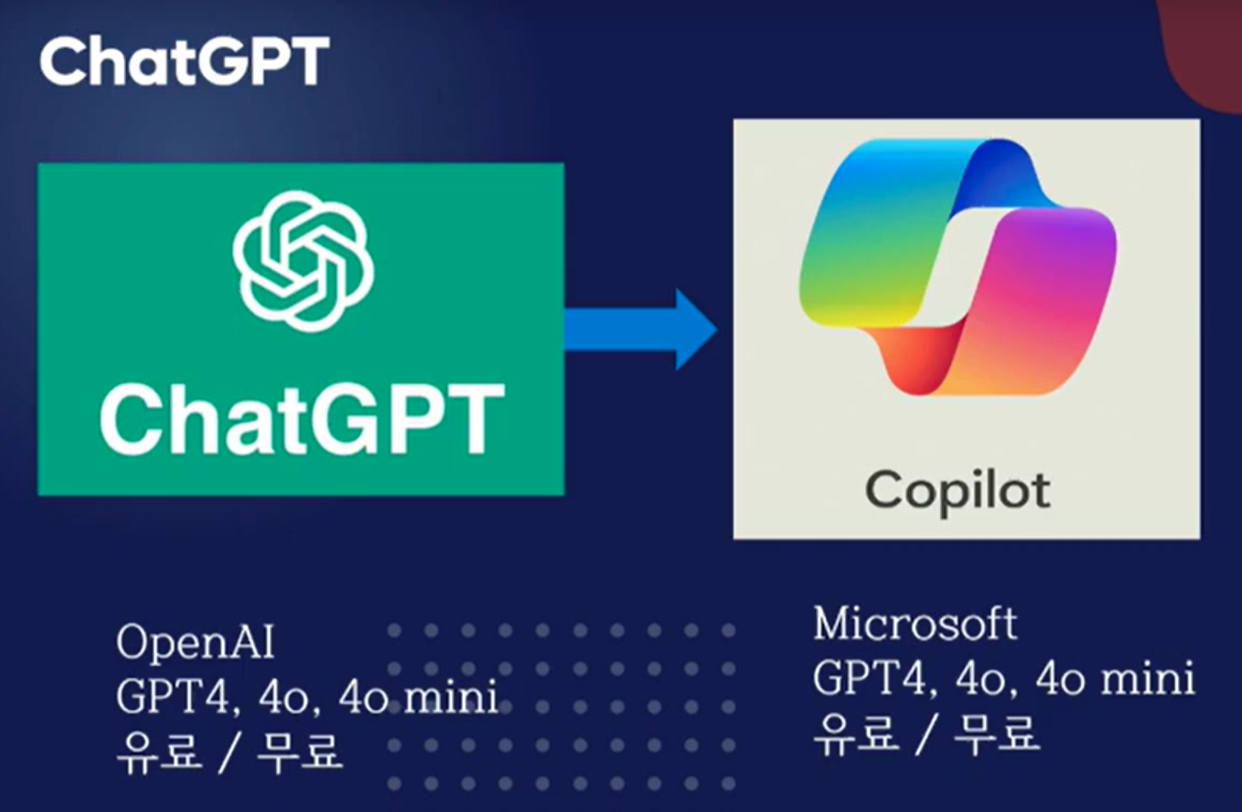 ChatGPT
ChatGPT
Copilot
OpenAI
GPT4, 4o, 4o mini
유료 / 무료
Microsoft
GPT4, 4o, 4o mini
유료 / 무료